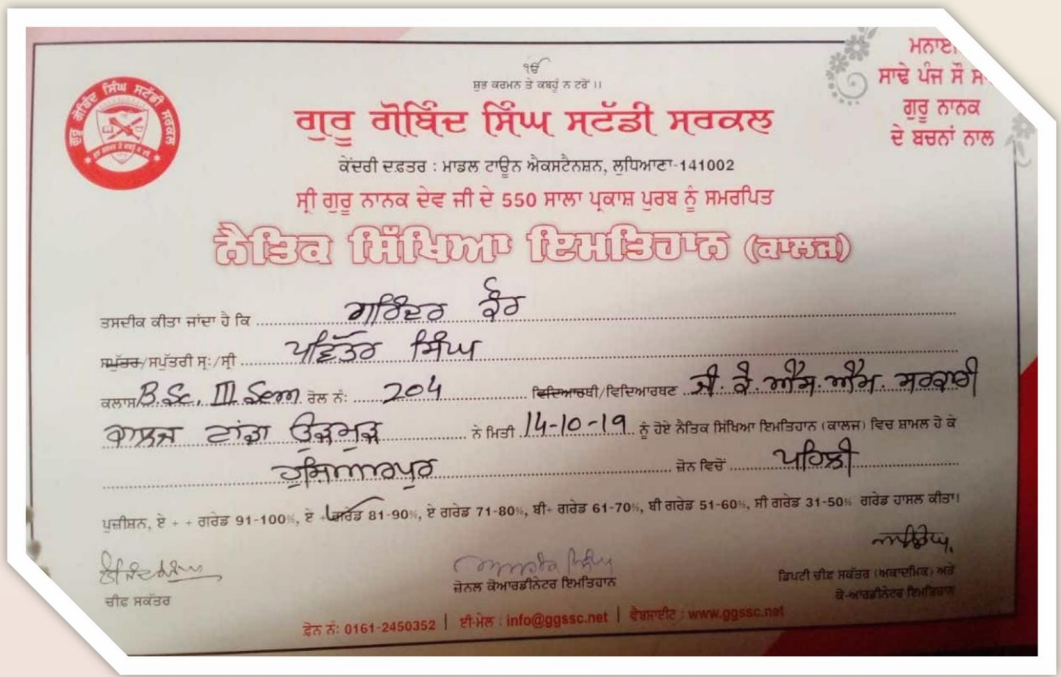 ੴ
ਸ਼ੁਭ ਕਰਮਨ ਤੇ ਕਬਹੂੰ ਨ ਟਰੋਂ ।।
ਮਨਾਈਏ
ਸਾਢੇ ਪੰਜ ਸੌ
ਗੁਰੂ ਨਾਨਕ
ਦੇ ਬਚਨਾਂ ਨਾਲ
ਗੁਰੂ ਗੋਬਿੰਦ ਸਿੰਘ ਸਟੱਡੀ ਸਰਕਲ
ਗੁਰੂ ਗੋਬਿੰਦ ਸਿੰਘ ਸਟੱਡੀ ਸਰਕਲ
ਕੇਂਦਰੀ ਦਫ਼ਤਰ : ਮਾਡਲ ਟਾਊਨ ਐਕਸਟੈਨਸ਼ਨ, ਲੁਧਿਆਣਾ-141002
ਸ੍ਰੀ ਗੁਰੂ ਨਾਨਕ ਦੇਵ ਜੀ ਦੇ 550 ਸਾਲਾ ਪ੍ਰਕਾਸ਼ ਪੁਰਬ ਨੂੰ ਸਮਰਪਿਤ
ਨੈਤਿਕ ਸਿੱਖਿਆ ਇਮਤਿਹਾਨ (ਕਾਲਜ)
ਤਸਦੀਕ ਕੀਤਾ ਜਾਂਦਾ ਹੈ ਕਿ ਗੁਰਿੰਦਰ ਕੌਰ
ਸਪੁੱਤਰ/ਸਪੁੱਤਰੀ ਸ੍ਰ:/ਸ੍ਰੀ ਪਵਿੱਤਰ ਸਿੰਘ
ਕਲਾਸ B.Sc. III Sem ਰੋਲ ਨੰ: 204 ਵਿਦਿਆਰਥੀ/ਵਿਦਿਆਰਥਣ ਜੀ. ਕੇ. ਐਸ. ਐਮ. ਸਰਕਾਰੀ
ਕਾਲਜ ਟਾਂਡਾ ਉੜਮੁੜ ਨੇ ਮਿਤੀ 14-10-19 ਨੂੰ ਹੋਏ ਨੈਤਿਕ ਸਿੱਖਿਆ ਇਮਤਿਹਾਨ (ਕਾਲਜ) ਵਿਚ ਸ਼ਾਮਲ ਹੋ ਕੇ
ਹੁਸ਼ਿਆਰਪੁਰ ਜ਼ੋਨ ਵਿਚੋਂ ਪਹਿਲੀ
ਪੁਜ਼ੀਸ਼ਨ, ਏ + + ਗਰੇਡ 91-100%, ਏ + ਗਰੇਡ 81-90%, ਏ ਗਰੇਡ 71-80%, ਬੀ+ ਗਰੇਡ 61-70%, ਬੀ ਗਰੇਡ 51-60%, ਸੀ ਗਰੇਡ 31-50% ਗਰੇਡ ਹਾਸਲ ਕੀਤਾ।
ਚੀਫ਼ ਸਕੱਤਰ
ਜ਼ੋਨਲ ਕੋਆਰਡੀਨੇਟਰ ਇਮਤਿਹਾਨ
ਡਿਪਟੀ ਚੀਫ਼ ਸਕੱਤਰ (ਅਕਾਦਮਿਕ) ਅਤੇ
ਕੋ-ਆਰਡੀਨੇਟਰ ਇਮਤਿਹਾਨ
ਫ਼ੋਨ ਨੰ: 0161-2450352 | ਈ-ਮੇਲ : info@ggssc.net | ਵੈਬਸਾਈਟ : www.ggssc.net